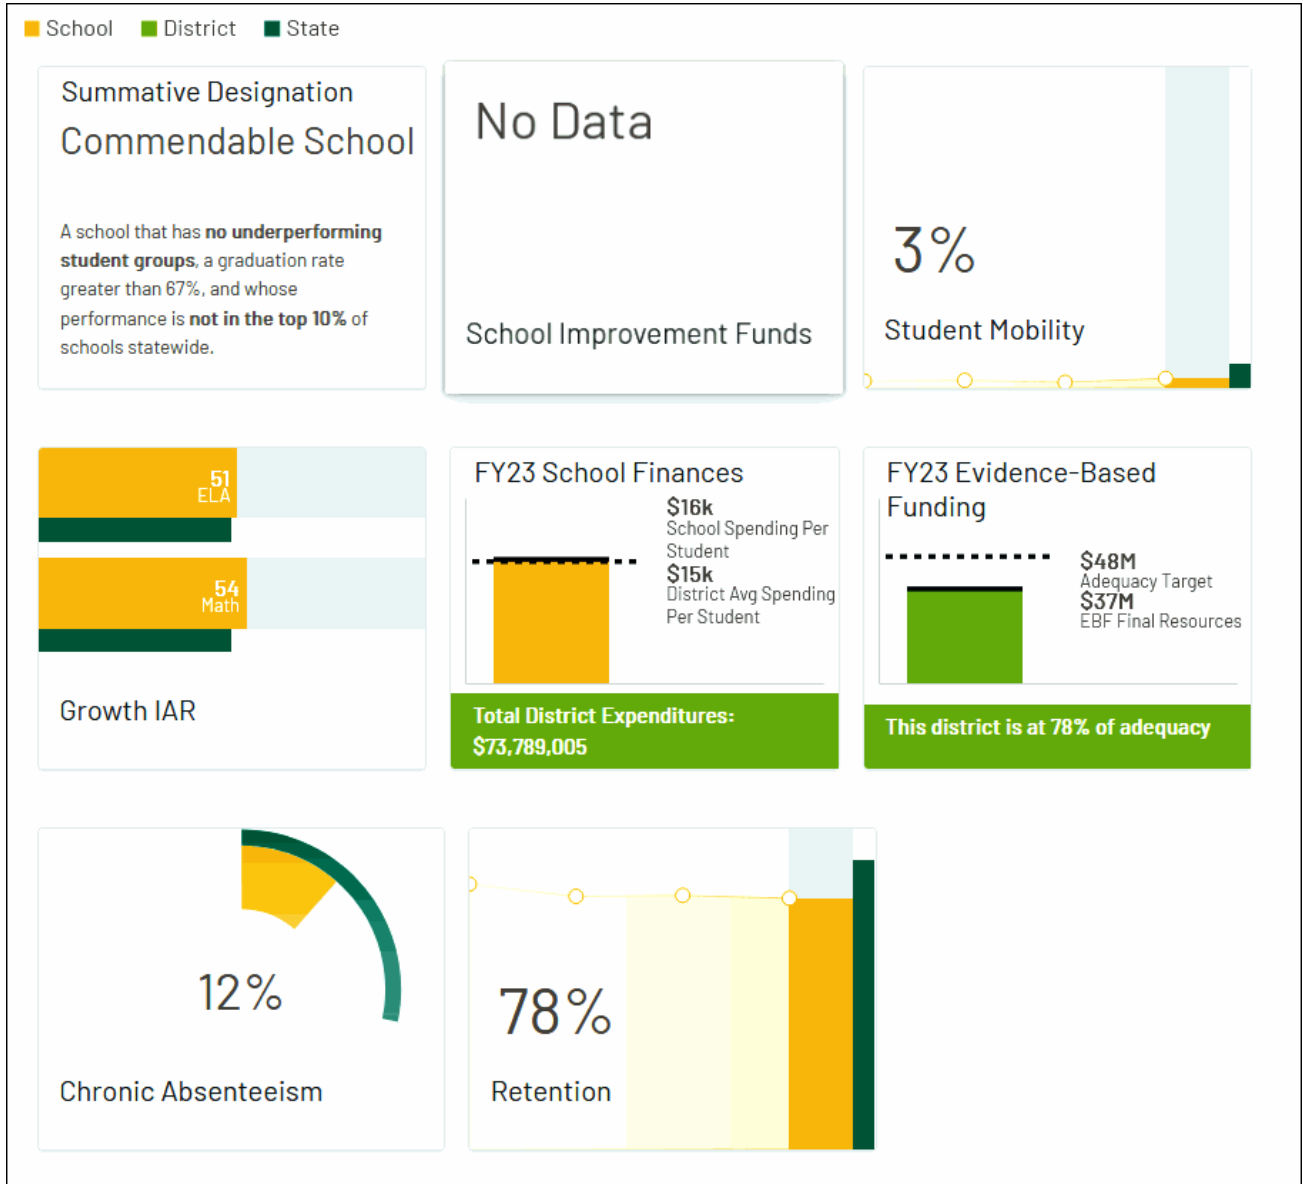 School District State
Summative Designation
Commendable School
A school that has no underperforming
student groups, a graduation rate
greater than 67%, and whose
performance is not in the top 10% of
schools statewide.
No Data
School Improvement Funds
3%
Student Mobility
51
ELA
54
Math
Growth IAR
FY23 School Finances
$16k
School Spending Per
Student
$15k
District Avg Spending
Per Student
Total District Expenditures:
$73,789,005
FY23 Evidence-Based
Funding
$48M
Adequacy Target
$37M
EBF Final Resources
This district is at 78% of adequacy
12%
Chronic Absenteeism
78%
Retention